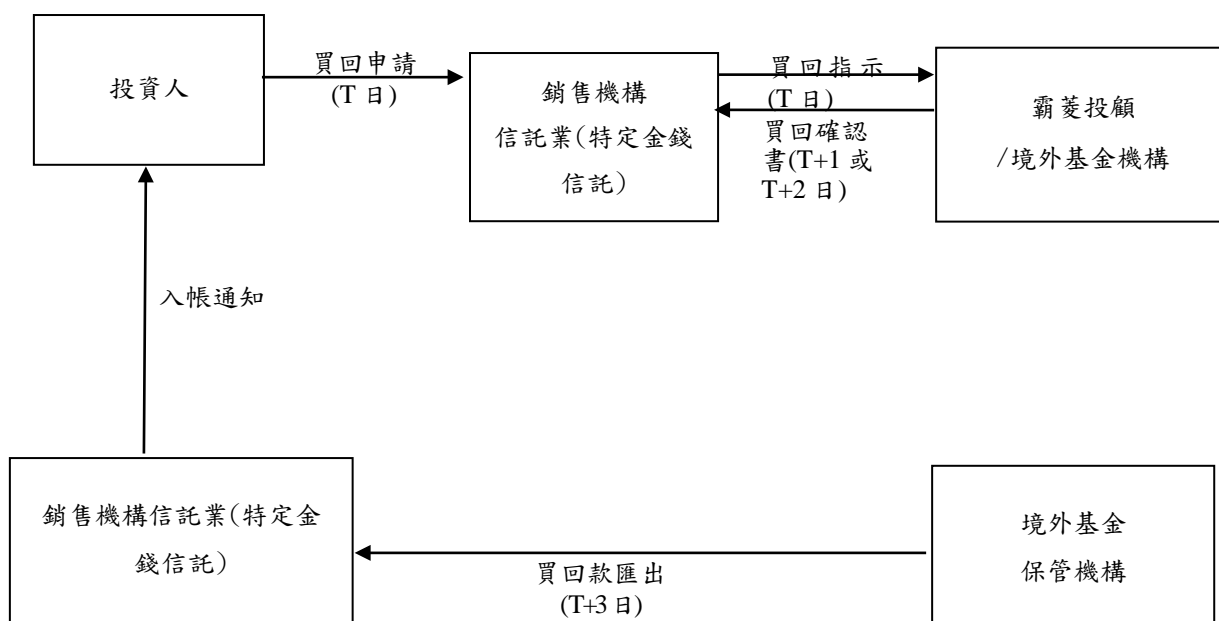 投資人
買回申請
(T 日)
銷售機構
信託業(特定金錢
信託)
買回指示
(T 日)
買回確認
書(T+1 或
T+2 日)
霸菱投顧
/境外基金機構
入帳通知
銷售機構信託業(特定金
錢信託)
買回款匯出
(T+3 日)
境外基金
保管機構